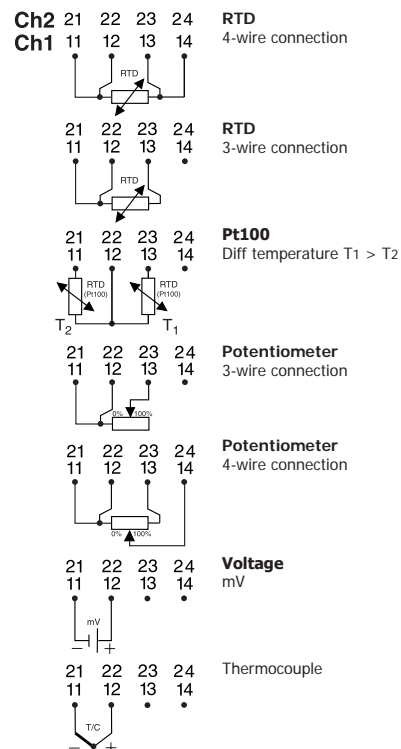 Ch2 21 22 23 24 RTD
Ch1 11 12 13 14 4-wire connection
RTD
21 22 23 24 RTD
11 12 13 14 3-wire connection
RTD
21 22 23 24 Pt100
11 12 13 14 Diff temperature T1 > T2
RTD RTD
(Pt100) (Pt100)
T2 T1
21 22 23 24 Potentiometer
11 12 13 14 3-wire connection
0% 100%
21 22 23 24 Potentiometer
11 12 13 14 4-wire connection
0% 100%
21 22 23 24 Voltage
11 12 13 14 mV
mV
− +
21 22 23 24 Thermocouple
11 12 13 14
T/C
− +